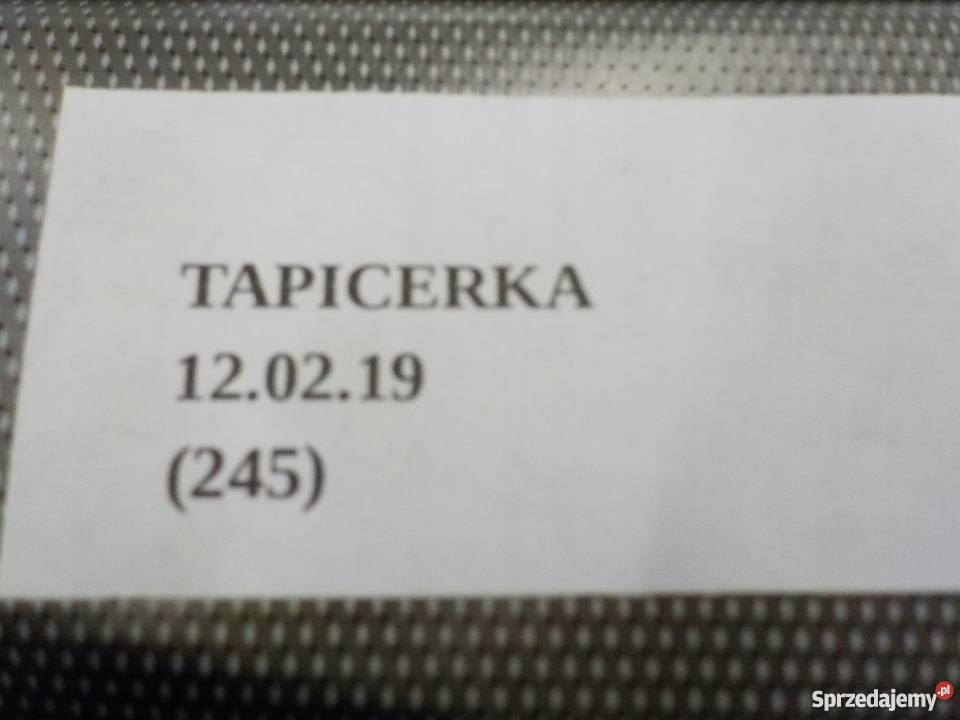 TAPICERKA
12.02.19
(245)
Sprzedajemy.pl